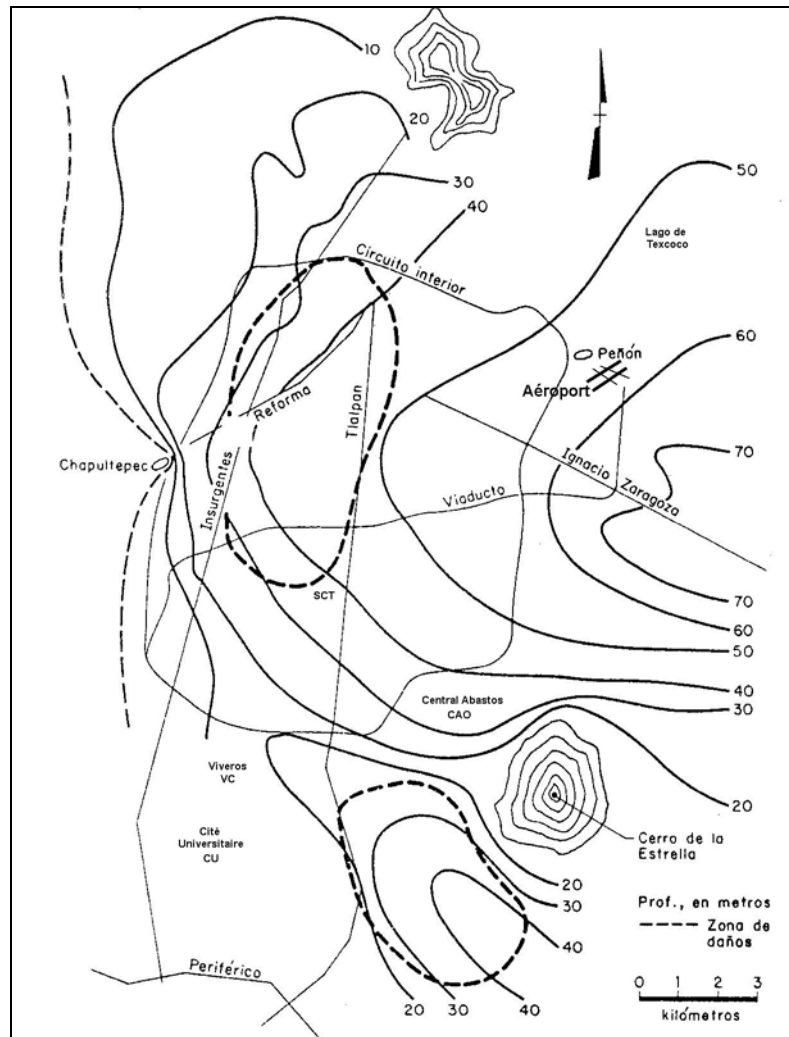 10
20
30
40
50
Lago de
Texcoco
Circuito interior
60
Peñón
Aéroport
Reforma
Tlalpan
70
Chapultepec
Insurgentes
Ignacio Zaragoza
Viaducto
SCT
70
60
50
40
30
Central Abastos
CAO
Viveros
VC
20
Cité
Universitaire
CU
Cerro de la
Estrella
20
30
40
Prof., en metros
Zona de
daños
Periférico
20
30
40
0 1 2 3
kilómetros